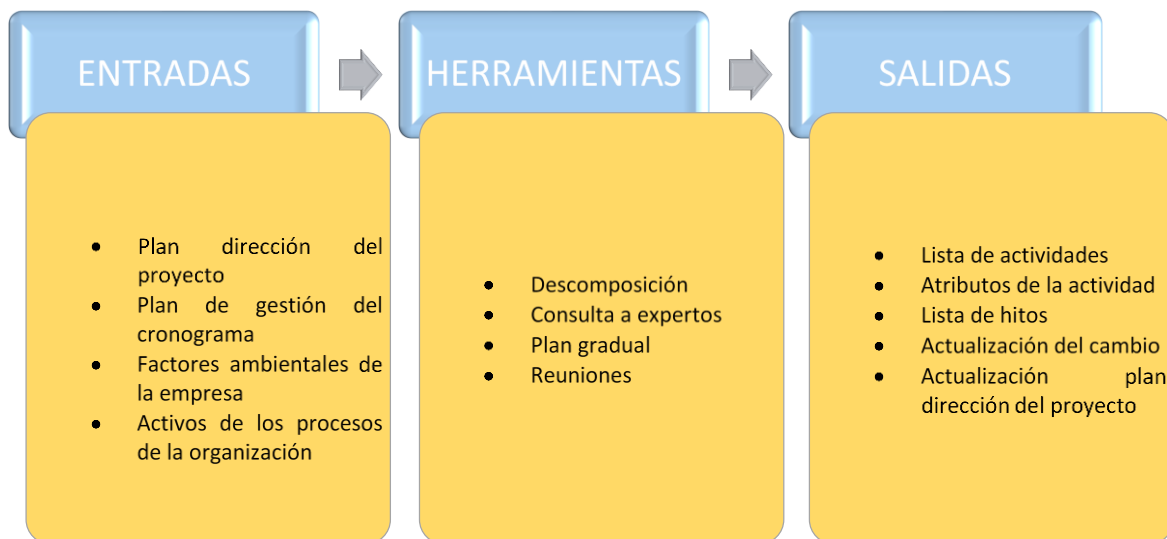 ENTRADAS
• Plan dirección del
proyecto
• Plan de gestión del
cronograma
• Factores ambientales de
la empresa
• Activos de los procesos
de la organización
HERRAMIENTAS
• Descomposición
• Consulta a expertos
• Plan gradual
• Reuniones
SALIDAS
• Lista de actividades
• Atributos de la actividad
• Lista de hitos
• Actualización del cambio
• Actualización plan
dirección del proyecto